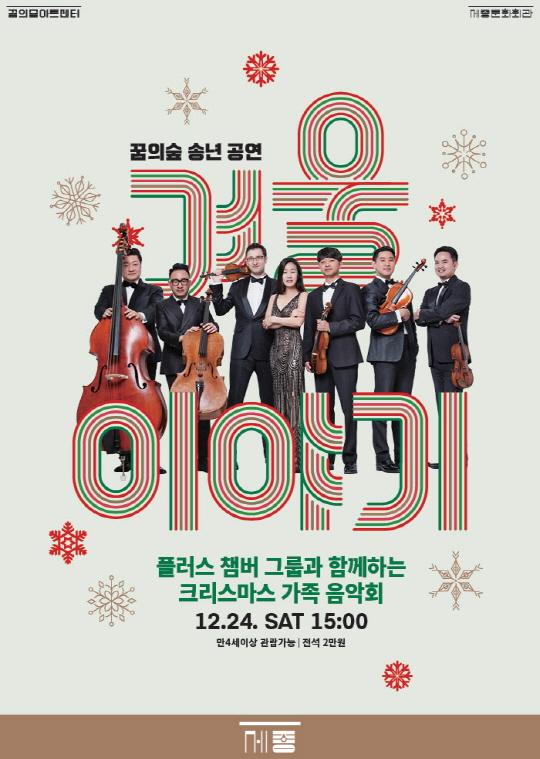 꿈의숲아트센터
세종문화회관
꿈의숲 송년 공연
겨울
이야기
플러스 챔버 그룹과 함께하는
크리스마스 가족 음악회
12.24. SAT 15:00
만4세이상 관람가능 | 전석 2만원
세종